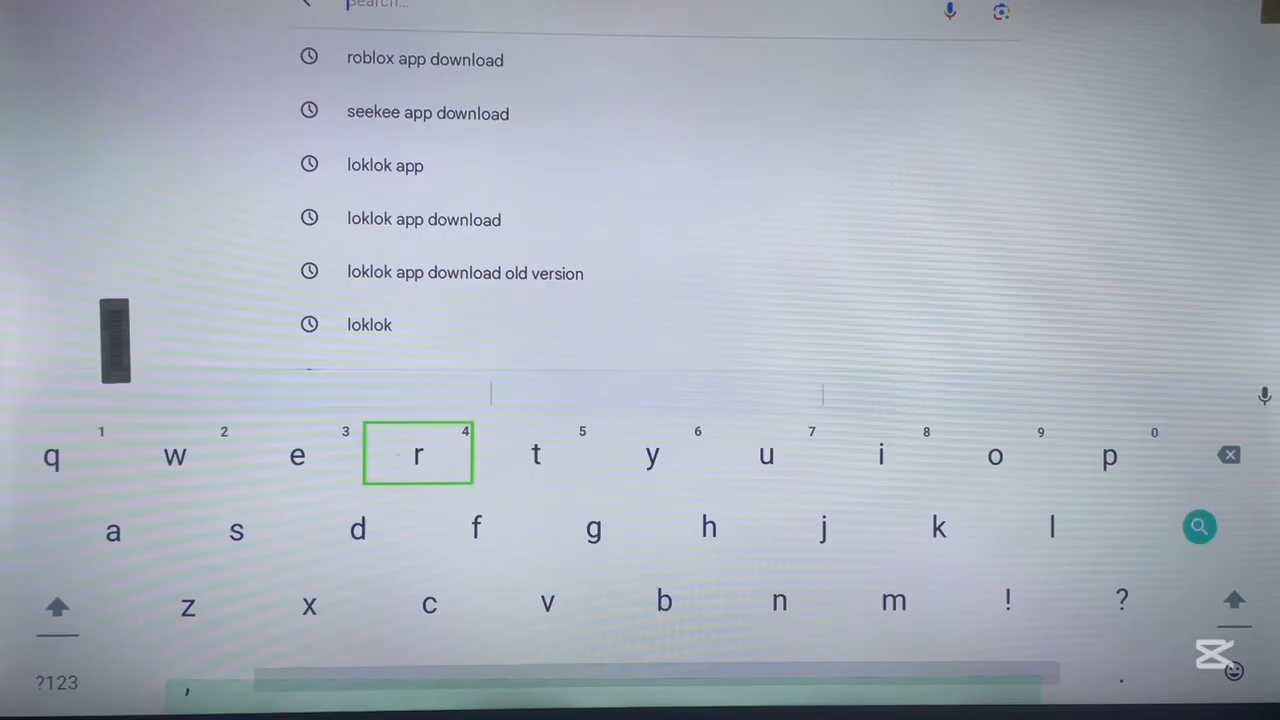 Search...
roblox app download
seekee app download
loklok app
loklok app download
loklok app download old version
loklok
1 2 3 4 5 6 7 8 9 0
q w e r t y u i o p
a s d f g h j k l
z x c v b n m ! ?
?123 , .